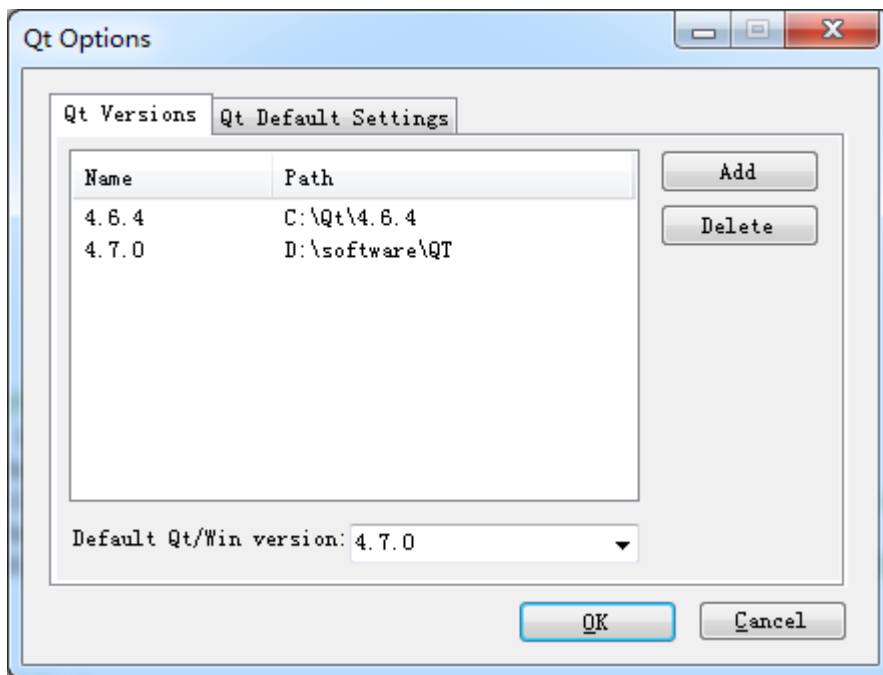 Qt Options
Qt Versions Qt Default Settings
Name Path
4.6.4 C:\Qt\4.6.4
4.7.0 D:\software\QT
Add
Delete
Default Qt/Win version: 4.7.0
OK Cancel